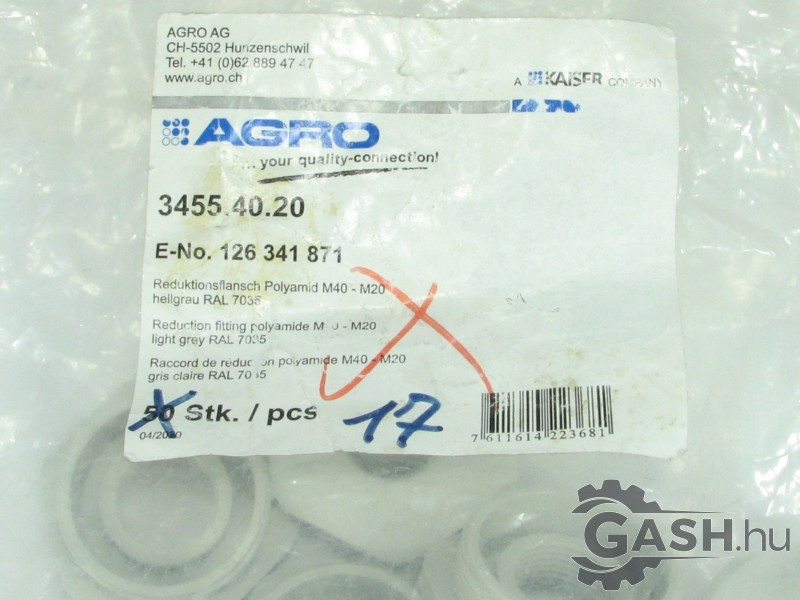 AGRO AG
CH-5502 Hunzenschwil
Tel. +41 (0)62 889 47 47
www.agro.ch
A KAISER COMPANY
AGRO
... your quality-connection!
3455.40.20
E-No. 126 341 871
Reduktionsflansch Polyamid M40 - M20
hellgrau RAL 7035
Reduction fitting polyamide M40 - M20
light grey RAL 7035
Raccord de réduction polyamide M40 - M20
gris claire RAL 7035
50 Stk. / pcs
17
04/2020
7 611614 223681
GASH.hu